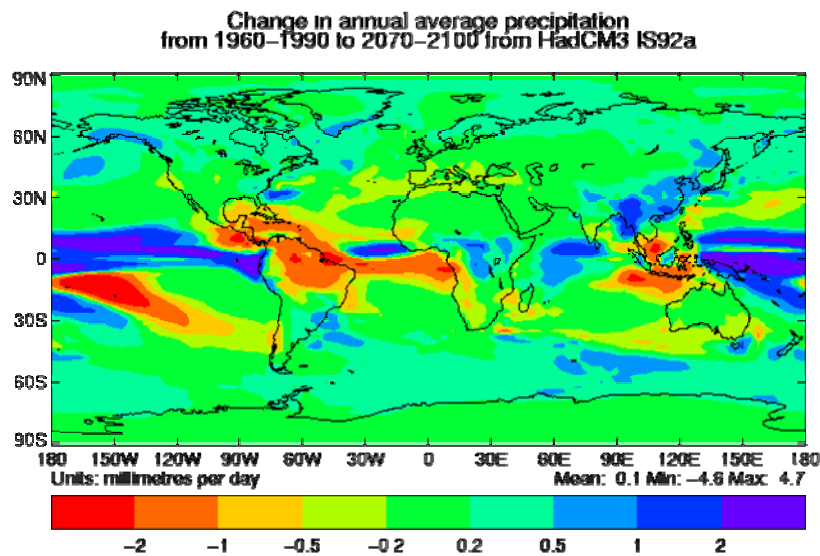 Change in annual average precipitation
from 1960–1990 to 2070–2100 from HadCM3 IS92a
90N
60N
30N
0
30S
60S
90S
180 150W 120W 90W 60W 30W 0 30E 60E 90E 120E 150E 180
Units: millimetres per day Mean: 0.1 Min: –4.6 Max: 4.7
–2 –1 –0.5 –0 2 0.2 0.5 1 2